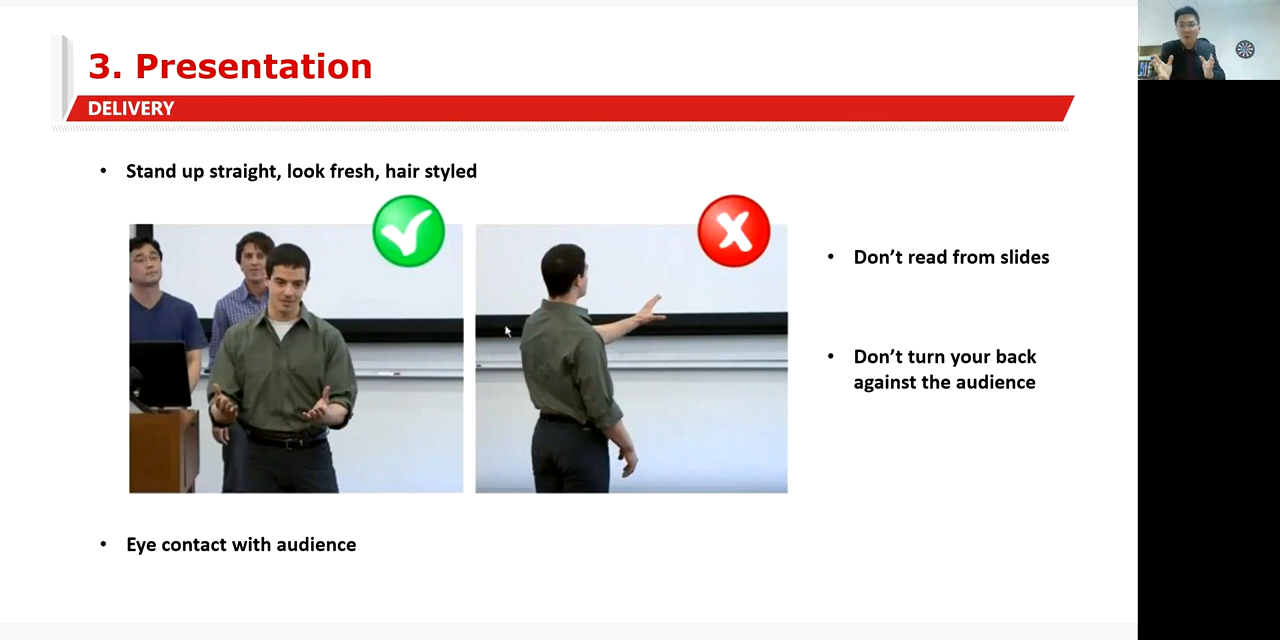 3. Presentation
DELIVERY
• Stand up straight, look fresh, hair styled
• Don’t read from slides
• Don’t turn your back
against the audience
• Eye contact with audience